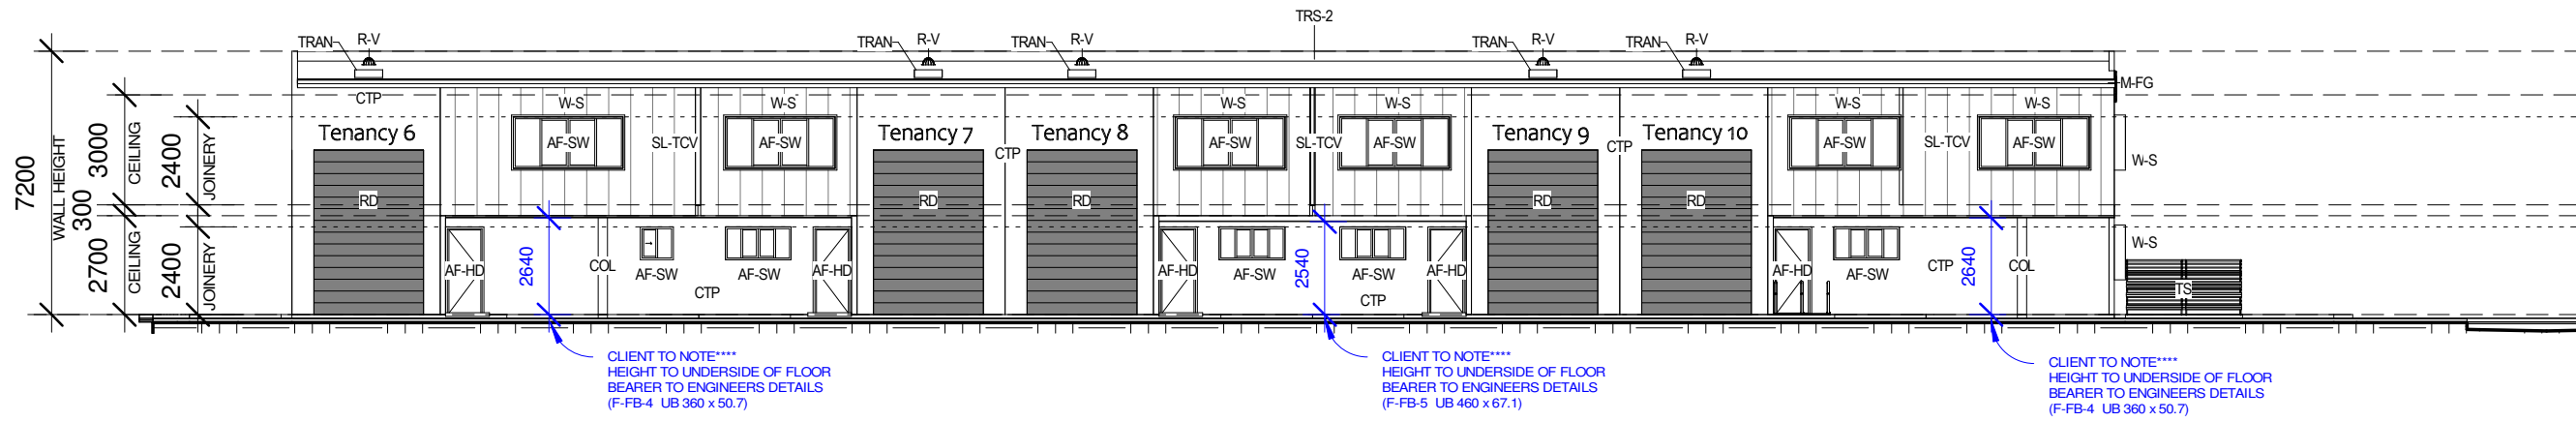 TRS-2
TRAN
R-V
TRAN
R-V
TRAN
R-V
TRAN
R-V
TRAN
R-V
M-FG
CTP
W-S
W-S
W-S
W-S
W-S
W-S
Tenancy 6
Tenancy 7
Tenancy 8
Tenancy 9
Tenancy 10
AF-SW
SL-TCV
AF-SW
CTP
AF-SW
SL-TCV
AF-SW
CTP
AF-SW
SL-TCV
AF-SW
W-S
7200
WALL HEIGHT
3000
CEILING
2400
JOINERY
300
2700
CEILING
2400
JOINERY
RD
RD
RD
RD
RD
W-S
AF-HD
2640
COL
AF-SW
AF-SW
AF-HD
CTP
AF-HD
AF-SW
2540
AF-SW
AF-HD
CTP
AF-HD
AF-SW
CTP
2640
COL
TS
CLIENT TO NOTE****
HEIGHT TO UNDERSIDE OF FLOOR
BEARER TO ENGINEERS DETAILS
(F-FB-4 UB 360 x 50.7)
CLIENT TO NOTE****
HEIGHT TO UNDERSIDE OF FLOOR
BEARER TO ENGINEERS DETAILS
(F-FB-5 UB 460 x 67.1)
CLIENT TO NOTE****
HEIGHT TO UNDERSIDE OF FLOOR
BEARER TO ENGINEERS DETAILS
(F-FB-4 UB 360 x 50.7)